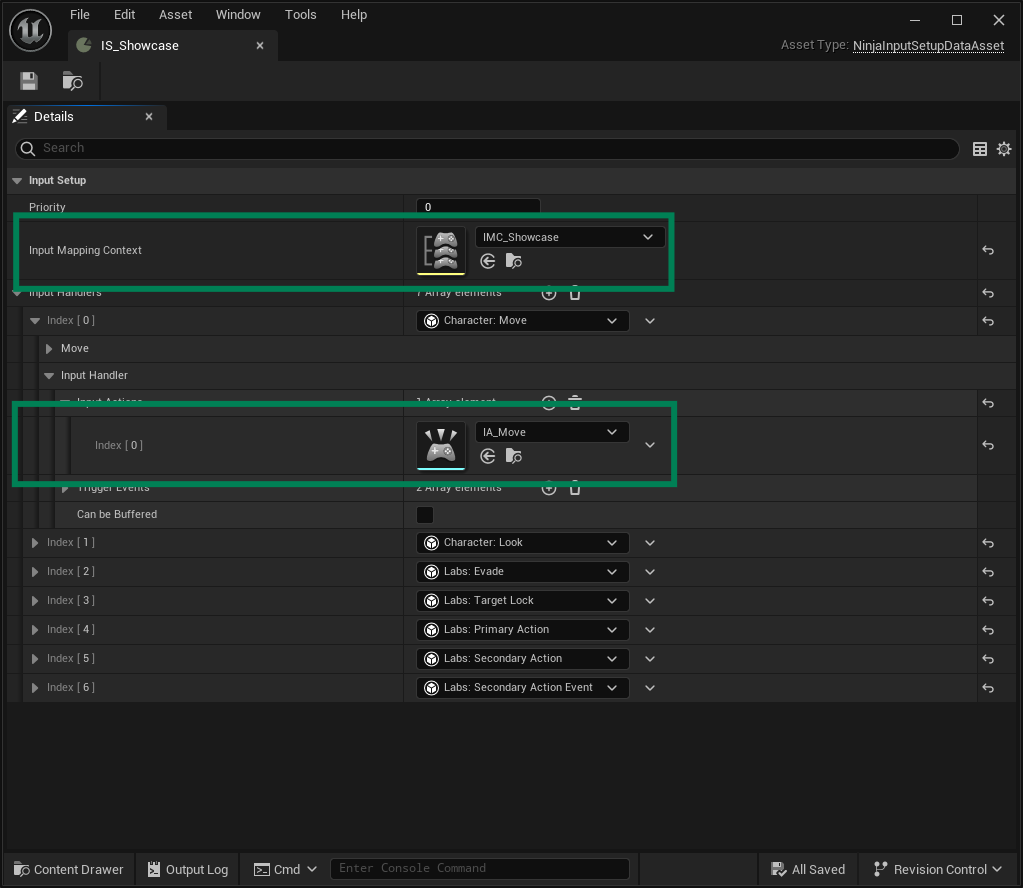 File Edit Asset Window Tools Help
IS_Showcase
Asset Type: NinjaInputSetupDataAsset
Details
Search
Input Setup
Priority 0
Input Mapping Context IMC_Showcase
Input Handlers 7 Array elements
Index [ 0 ] Character: Move
Move
Input Handler
Input Actions 1 Array element
Index [ 0 ] IA_Move
Trigger Events 2 Array elements
Can be Buffered
Index [ 1 ] Character: Look
Index [ 2 ] Labs: Evade
Index [ 3 ] Labs: Target Lock
Index [ 4 ] Labs: Primary Action
Index [ 5 ] Labs: Secondary Action
Index [ 6 ] Labs: Secondary Action Event
Content Drawer Output Log Cmd Enter Console Command All Saved Revision Control